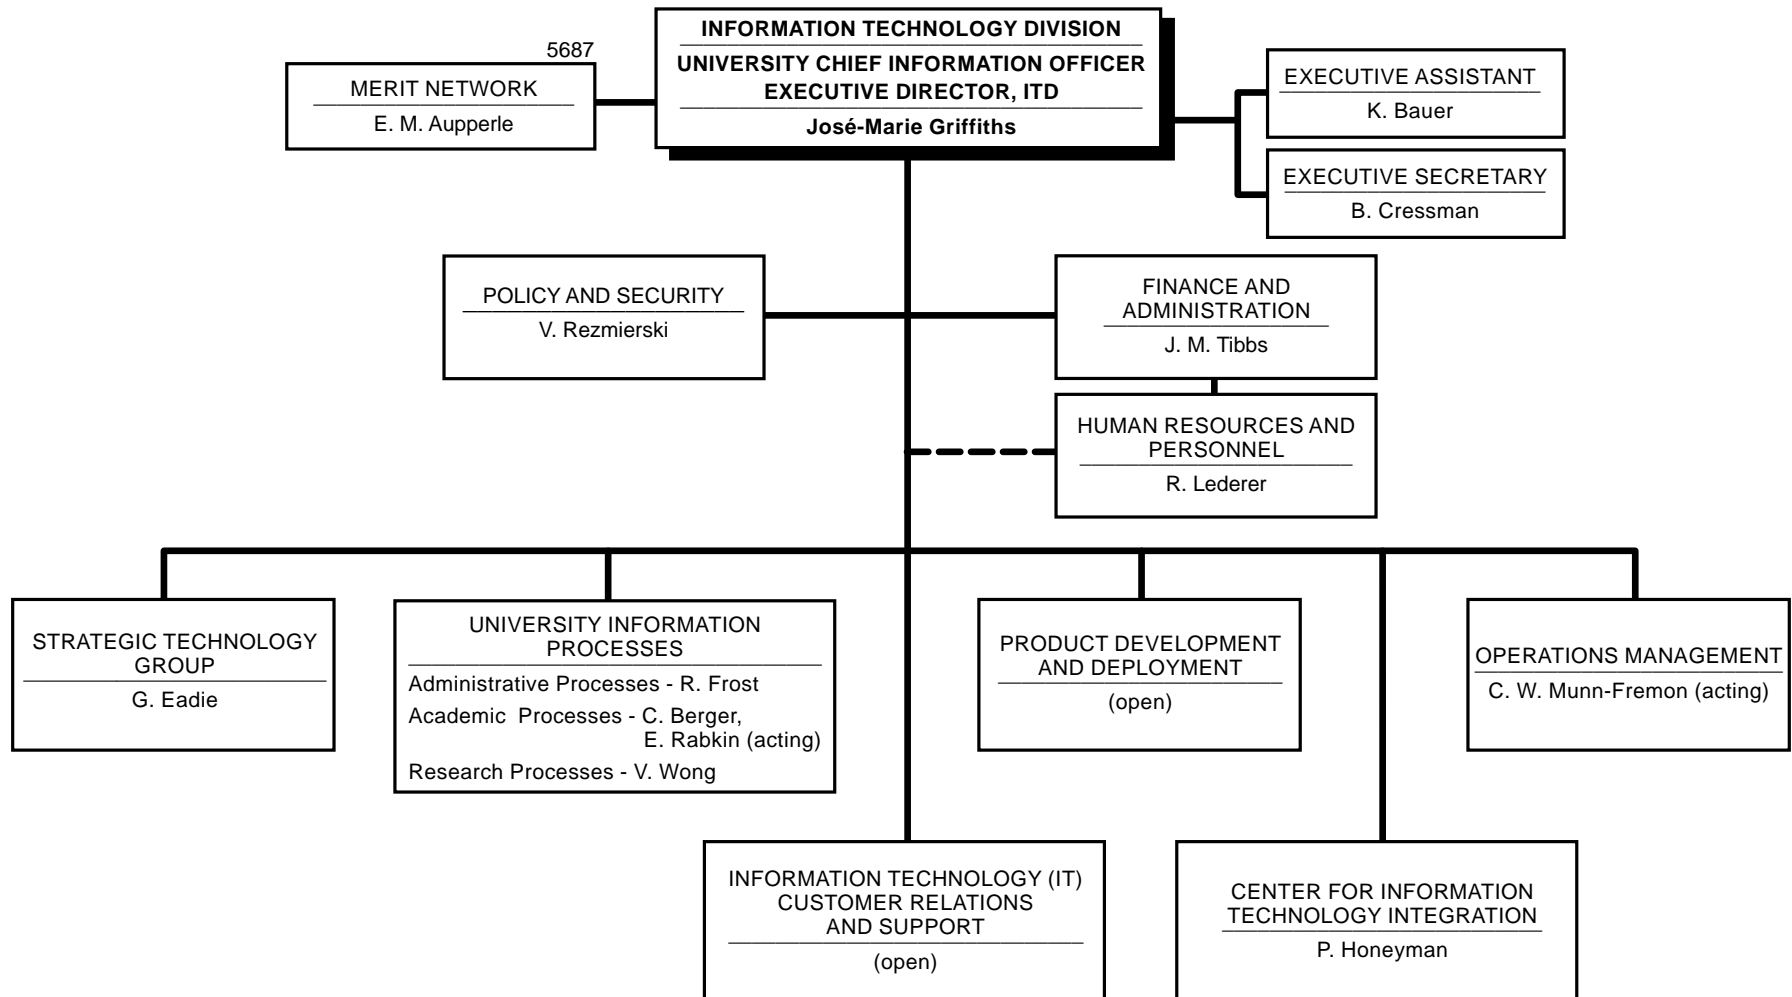 INFORMATION TECHNOLOGY DIVISION
UNIVERSITY CHIEF INFORMATION OFFICER
EXECUTIVE DIRECTOR, ITD
José-Marie Griffiths
5687
MERIT NETWORK
E. M. Aupperle
EXECUTIVE ASSISTANT
K. Bauer
EXECUTIVE SECRETARY
B. Cressman
POLICY AND SECURITY
V. Rezmierski
FINANCE AND
ADMINISTRATION
J. M. Tibbs
HUMAN RESOURCES AND
PERSONNEL
R. Lederer
STRATEGIC TECHNOLOGY
GROUP
G. Eadie
UNIVERSITY INFORMATION
PROCESSES
Administrative Processes - R. Frost
Academic Processes - C. Berger,
E. Rabkin (acting)
Research Processes - V. Wong
PRODUCT DEVELOPMENT
AND DEPLOYMENT
(open)
OPERATIONS MANAGEMENT
C. W. Munn-Fremon (acting)
INFORMATION TECHNOLOGY (IT)
CUSTOMER RELATIONS
AND SUPPORT
(open)
CENTER FOR INFORMATION
TECHNOLOGY INTEGRATION
P. Honeyman